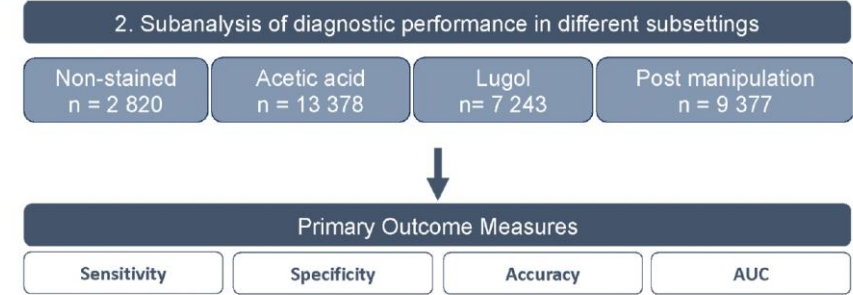 2. Subanalysis of diagnostic performance in different subsettings
Non-stained
n = 2 820
Acetic acid
n = 13 378
Lugol
n= 7 243
Post manipulation
n = 9 377
Primary Outcome Measures
Sensitivity
Specificity
Accuracy
AUC